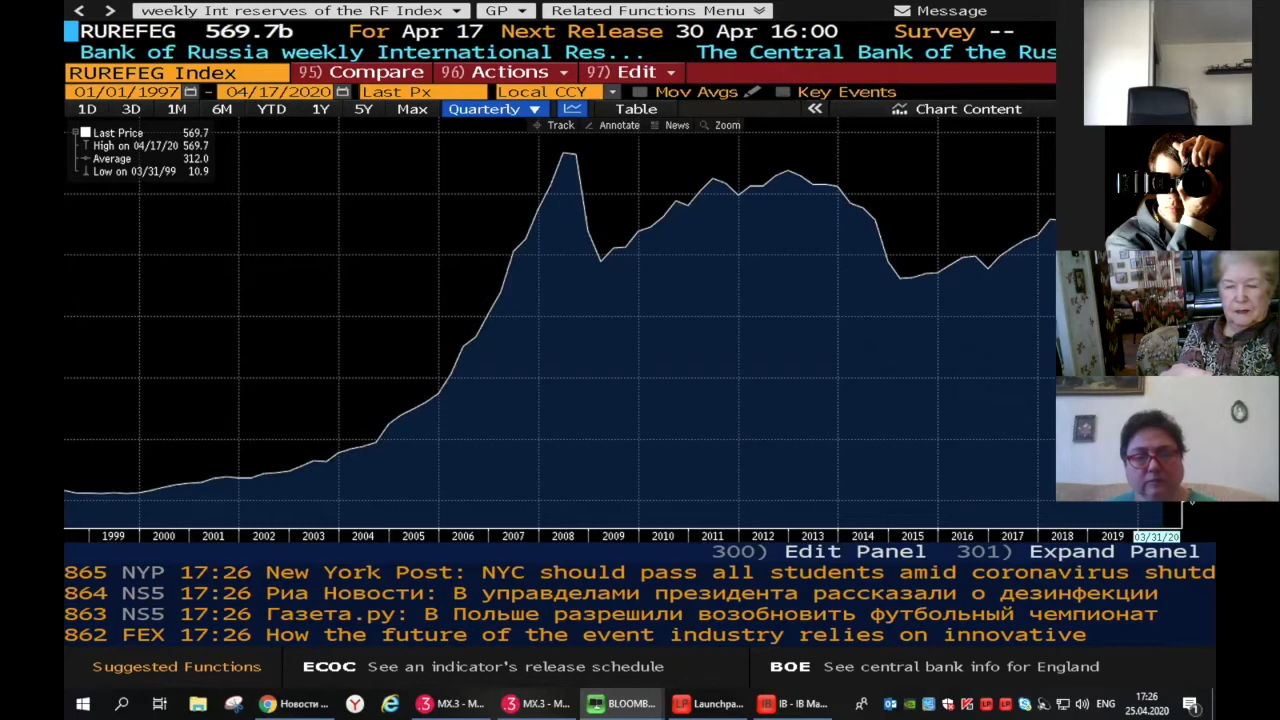 weekly Int reserves of the RF Index GP Related Functions Menu Message
RUREFEG 569.7b For Apr 17 Next Release 30 Apr 16:00 Survey --
Bank of Russia weekly International Res... The Central Bank of the Rus
RUREFEG Index 95) Compare 96) Actions 97) Edit
01/01/1997 - 04/17/2020 Last Px Local CCY Mov Avgs Key Events
1D 3D 1M 6M YTD 1Y 5Y Max Quarterly Table Chart Content
Track Annotate News Zoom
Last Price 569.7
High on 04/17/20 569.7
Average 312.0
Low on 03/31/99 10.9
0
1999 2000 2001 2002 2003 2004 2005 2006 2007 2008 2009 2010 2011 2012 2013 2014 2015 2016 2017 2018 2019 03/31/20
300) Edit Panel 301) Expand Panel
865 NYP 17:26 New York Post: NYC should pass all students amid coronavirus shutd
864 NS5 17:26 Риа Новости: В управделами президента рассказали о дезинфекции
863 NS5 17:26 Газета.ру: В Польше разрешили возобновить футбольный чемпионат
862 FEX 17:26 How the future of the event industry relies on innovative
Suggested Functions ECOC See an indicator's release schedule BOE See central bank info for England
Новости ... MX.3 - M... MX.3 - M... BLOOMB... Launchpa... IB - IB Ma... ENG 17:26
25.04.2020